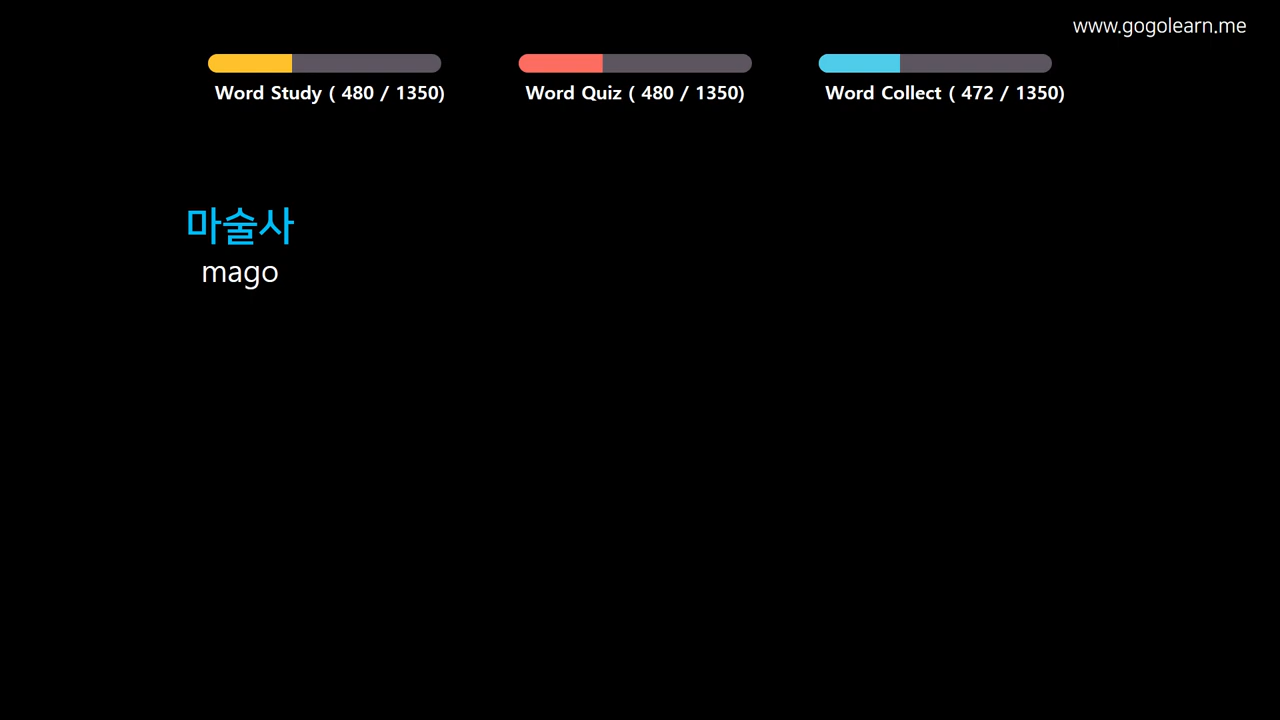 www.gogolearn.me
Word Study ( 480 / 1350)
Word Quiz ( 480 / 1350)
Word Collect ( 472 / 1350)
마술사
mago